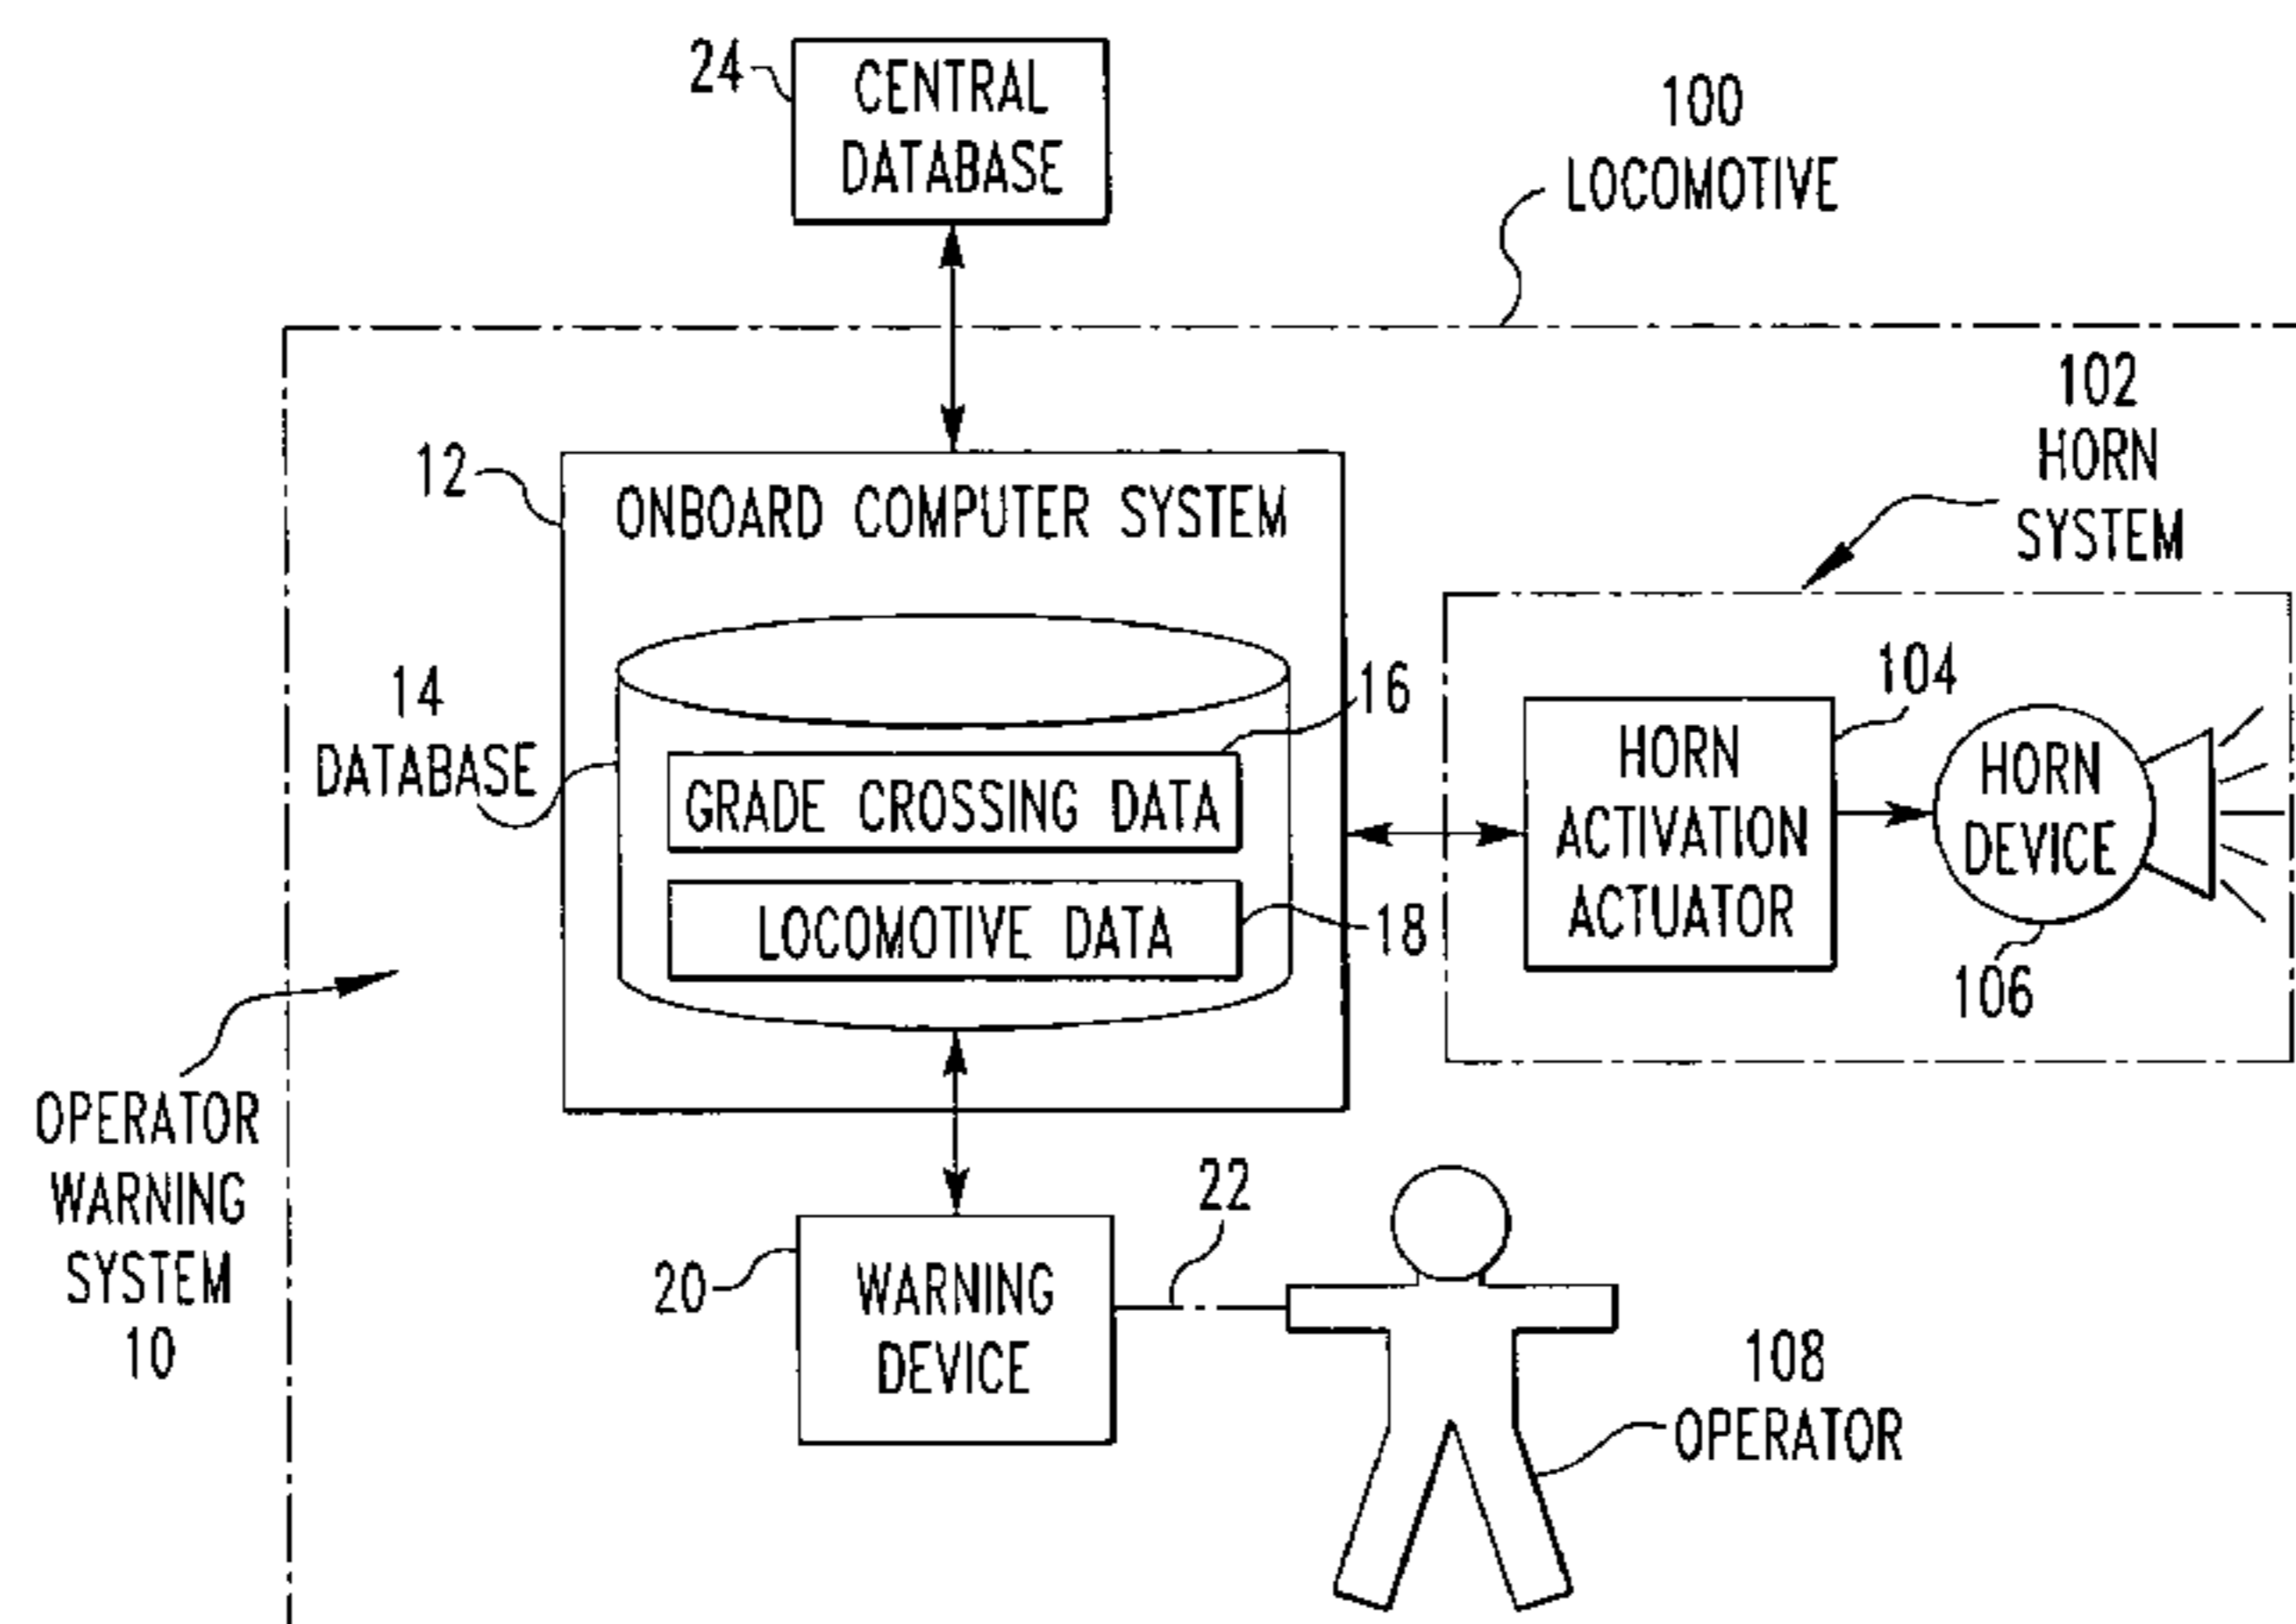 24
CENTRAL
DATABASE
100
LOCOMOTIVE
12
ONBOARD COMPUTER SYSTEM
102
HORN
SYSTEM
14
DATABASE
16
GRADE CROSSING DATA
LOCOMOTIVE DATA
18
104
HORN
ACTIVATION
ACTUATOR
HORN
DEVICE
106
OPERATOR
WARNING
SYSTEM
10
20
WARNING
DEVICE
22
108
OPERATOR